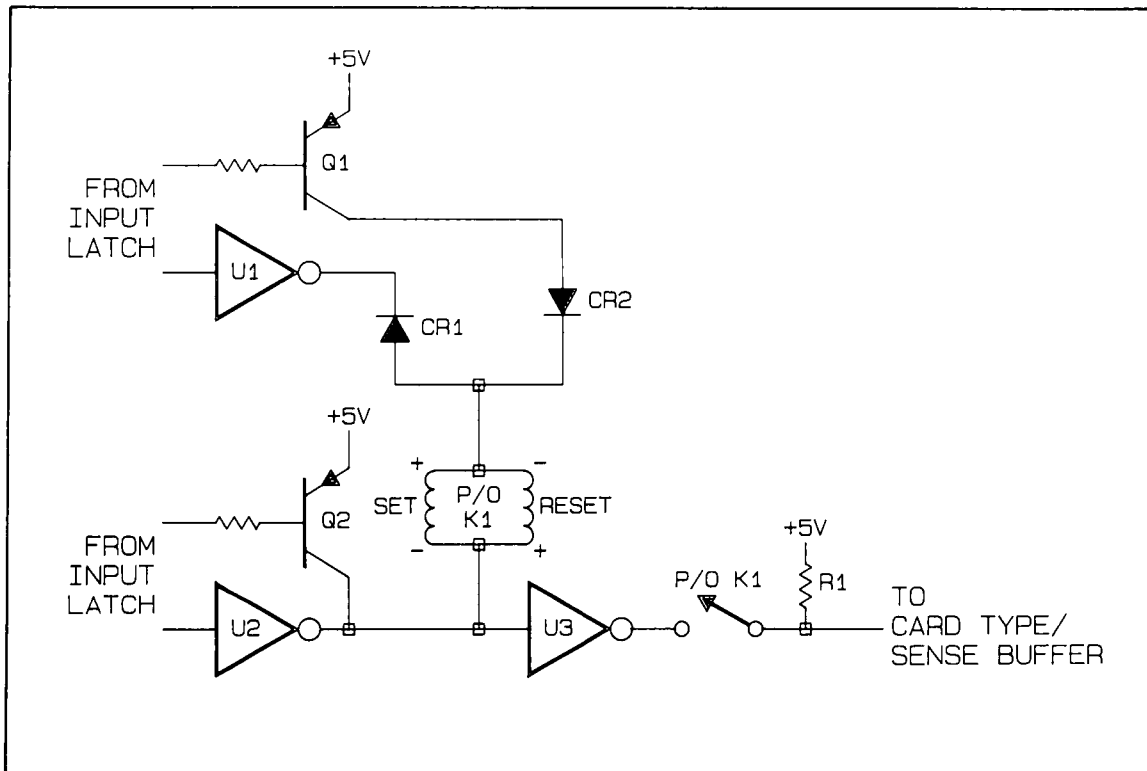 +5V
Q1
FROM
INPUT
LATCH
U1
CR1
CR2
+5V
Q2
+
-
SET
P/O
K1
RESET
-
+
FROM
INPUT
LATCH
U2
U3
P/O K1
+5V
R1
TO
CARD TYPE/
SENSE BUFFER